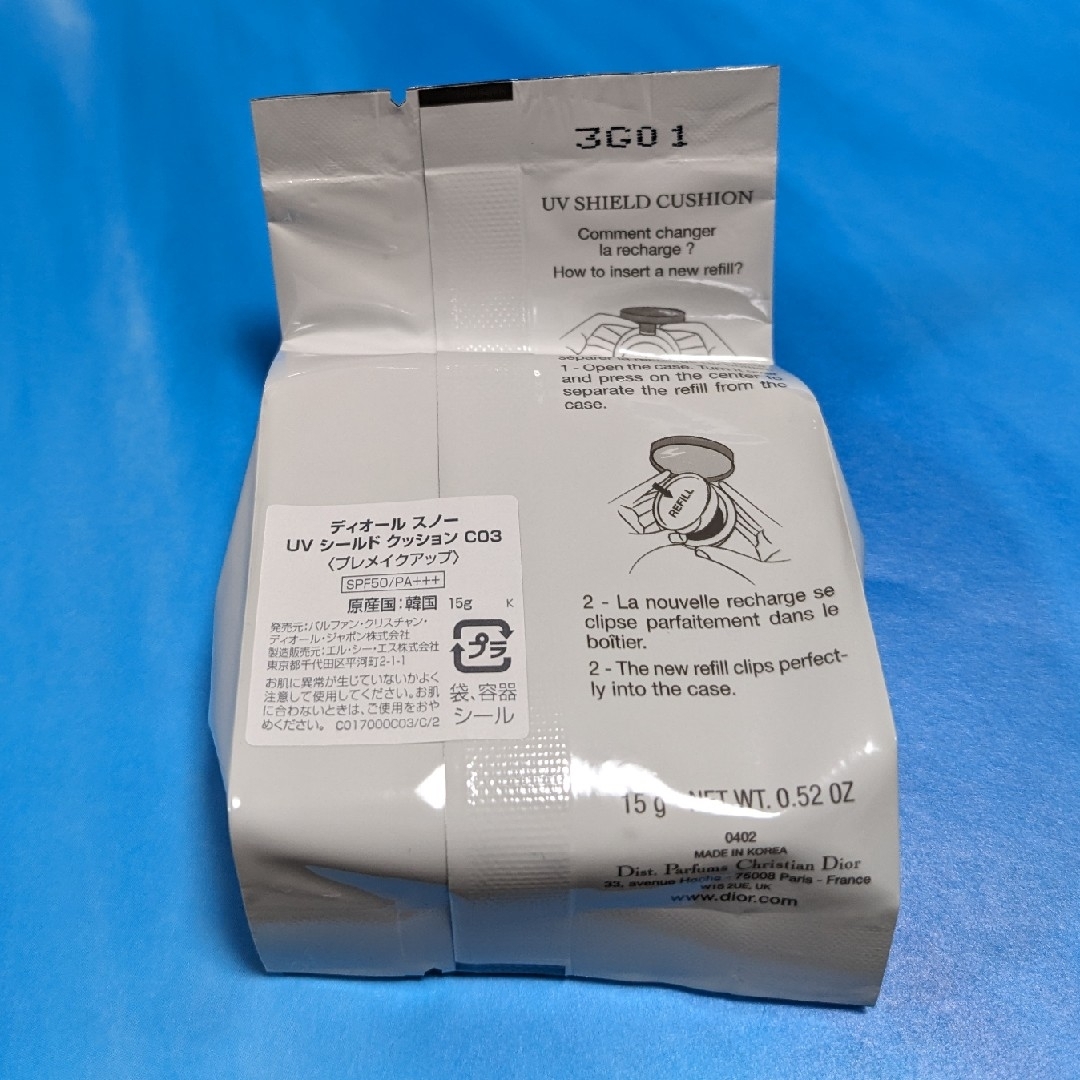 3G01
UV SHIELD CUSHION
Comment changer
la recharge ?
How to insert a new refill?
1 - Open the case. Turn it
and press on the center to
separate the refill from the
case.
REFILL
2 - La nouvelle recharge se
clipse parfaitement dans le
boîtier.
2 - The new refill clips perfect-
ly into the case.
15 g NET WT. 0.52 OZ
0402
MADE IN KOREA
Dist. Parfums Christian Dior
33, avenue Hoche - 75008 Paris - France
W1S 2UE, UK
www.dior.com
ディオール スノー
UV シールド クッション C03
〈プレメイクアップ〉
SPF50/PA+++
原産国:韓国 15g K
発売元:パルファン・クリスチャン・
ディオール・ジャポン株式会社
製造販売元:エル・シー・エス株式会社
東京都千代田区平河町2-1-1
お肌に異常が生じていないかよく
注意して使用してください。お肌
に合わないときは、ご使用をおや
めください。 C017000C03/C/2
プラ
袋、容器
シール